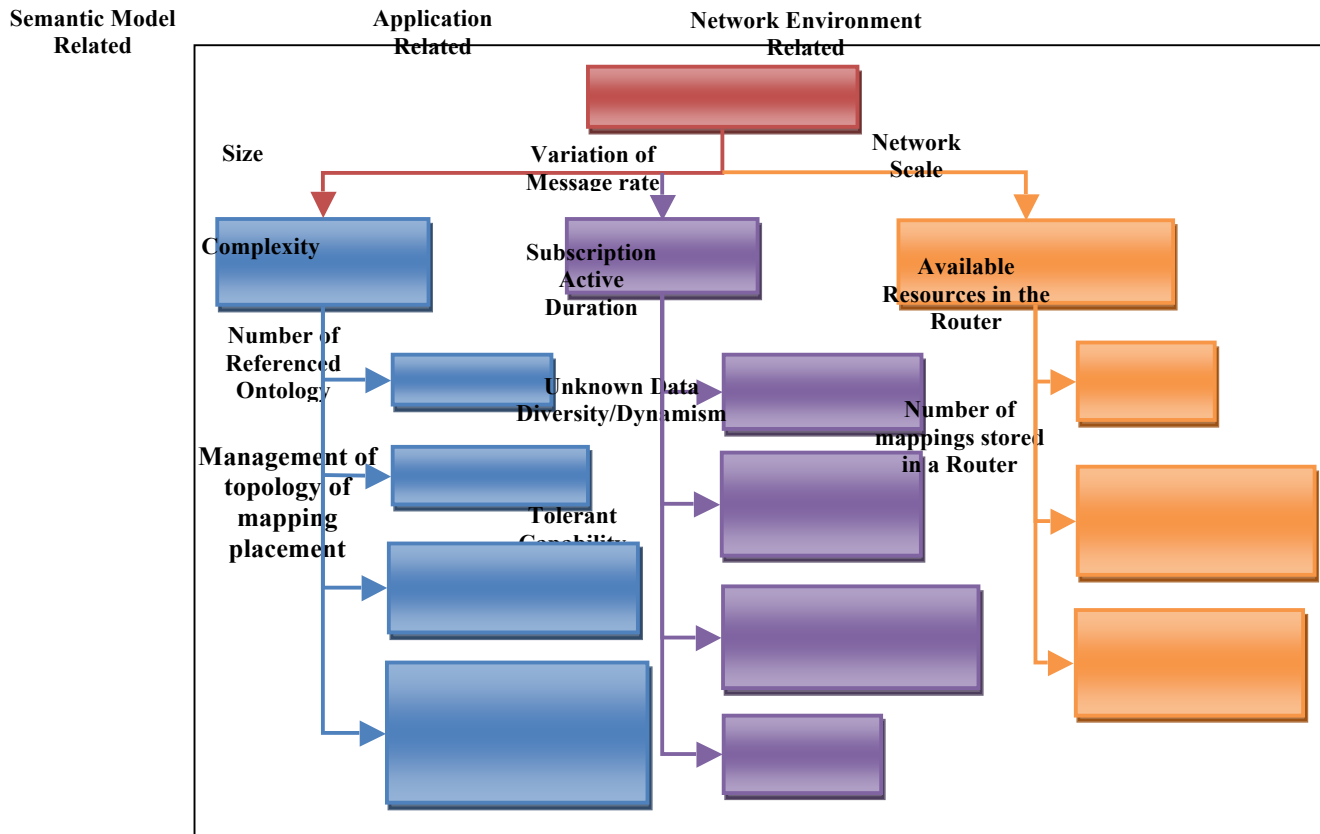 Semantic Model
Related
Application
Related
Network Environment
Related
Size
Variation of
Message rate
Network
Scale
Complexity
Subscription
Active
Duration
Available
Resources in the
Router
Number of
Referenced
Ontology
Unknown Data
Diversity/Dynamism
Number of
mappings stored
in a Router
Management of
topology of
mapping
placement
Tolerant
Capability